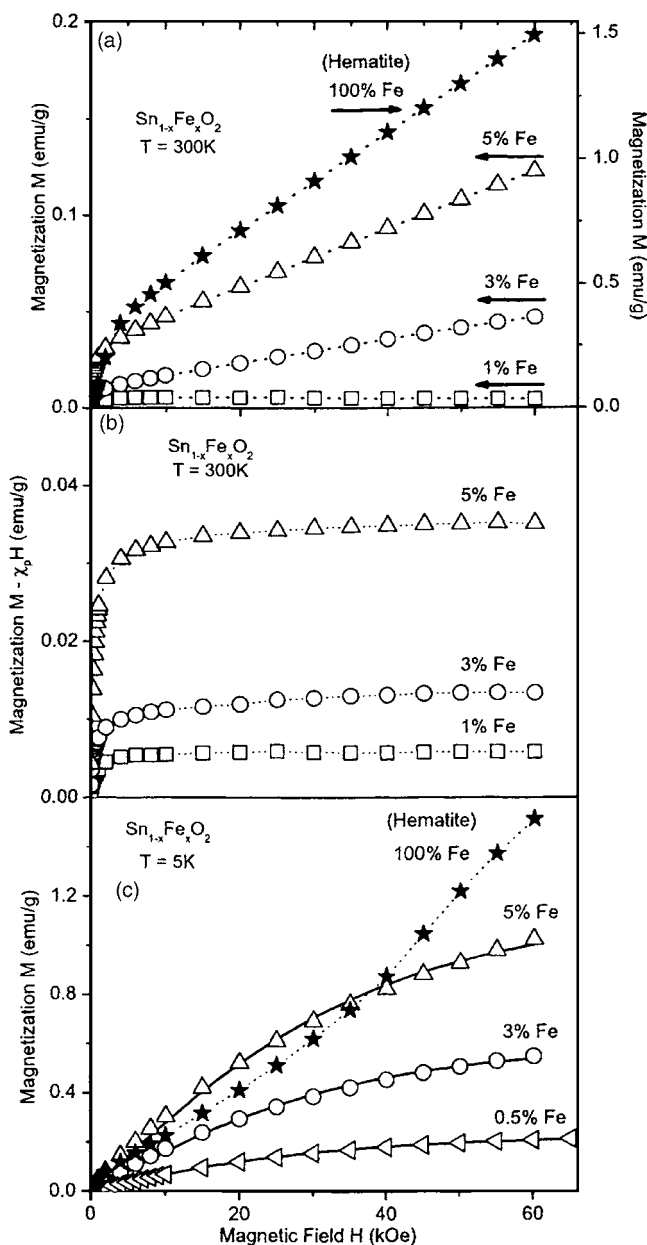 (a)
0.2
0.1
0.0
Magnetization M (emu/g)
Sn1-xFexO2
T = 300K
(Hematite)
100% Fe
5% Fe
3% Fe
1% Fe
1.5
1.0
0.5
0.0
Magnetization M (emu/g)
(b)
0.04
0.02
0.00
Magnetization M - χpH (emu/g)
Sn1-xFexO2
T = 300K
5% Fe
3% Fe
1% Fe
Sn1-xFexO2
T = 5K
(c)
1.2
0.8
0.4
0.0
Magnetization M (emu/g)
(Hematite)
100% Fe
5% Fe
3% Fe
0.5% Fe
0
20
40
60
Magnetic Field H (kOe)